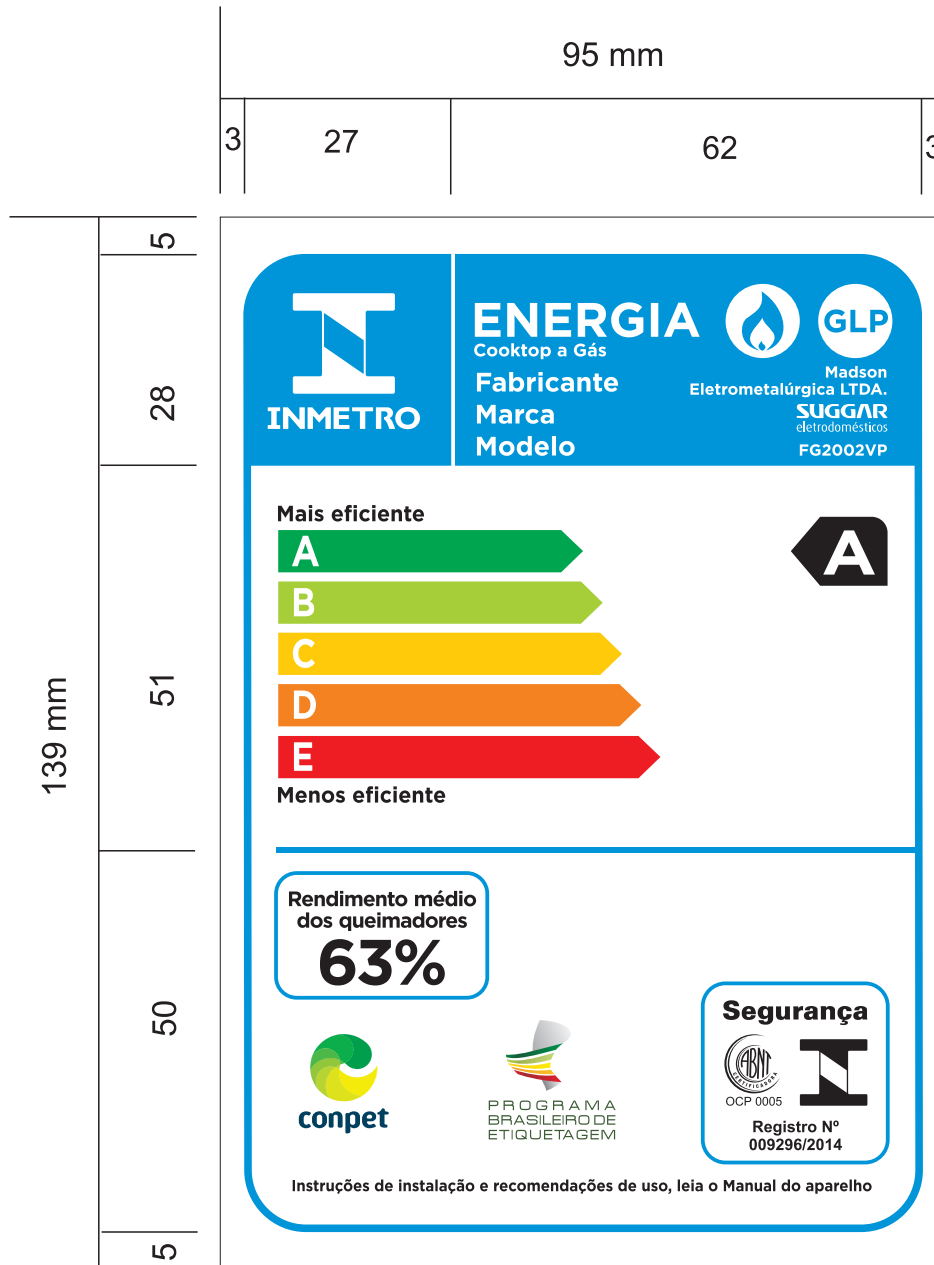 95 mm
3
27
62
3
139 mm
5
28
51
50
5
INMETRO
ENERGIA
Cooktop a Gás
GLP
Fabricante
Madson
Eletrometalúrgica LTDA.
Marca
SUGGAR
eletrodomésticos
Modelo
FG2002VP
Mais eficiente
A
A
B
C
D
E
Menos eficiente
Rendimento médio
dos queimadores
63%
conpet
PROGRAMA
BRASILEIRO DE
ETIQUETAGEM
Segurança
ABNT
CERTIFICADORA
OCP 0005
Registro Nº
009296/2014
Instruções de instalação e recomendações de uso, leia o Manual do aparelho